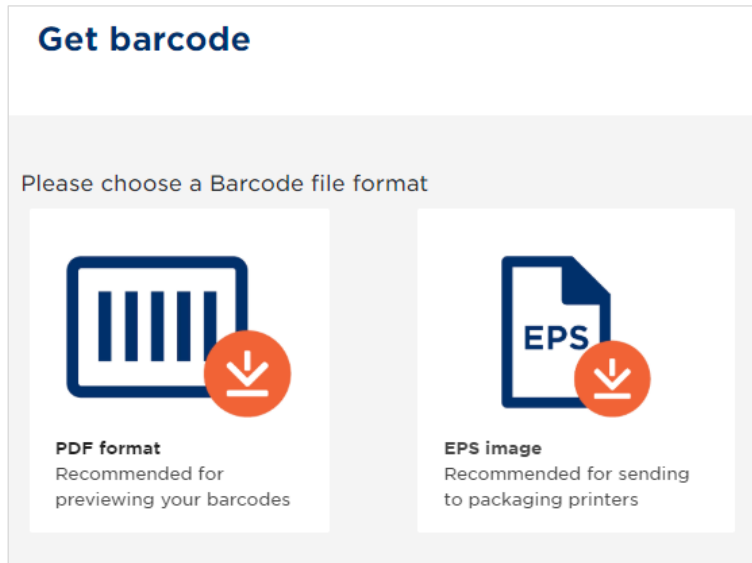 Get barcode
Please choose a Barcode file format
EPS
PDF format
Recommended for
previewing your barcodes
EPS image
Recommended for sending
to packaging printers